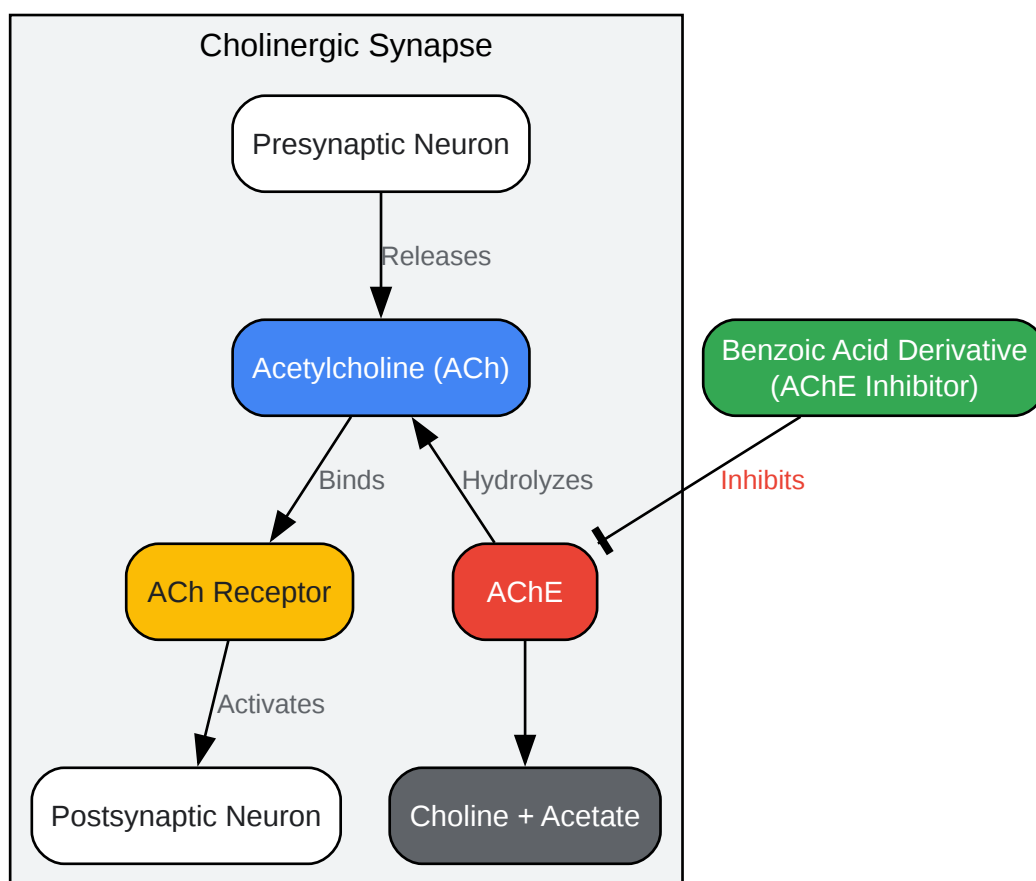 Cholinergic Synapse
Presynaptic Neuron
Releases
Acetylcholine (ACh)
Benzoic Acid Derivative
(AChE Inhibitor)
Binds
Hydrolyzes
Inhibits
ACh Receptor
AChE
Activates
Postsynaptic Neuron
Choline + Acetate